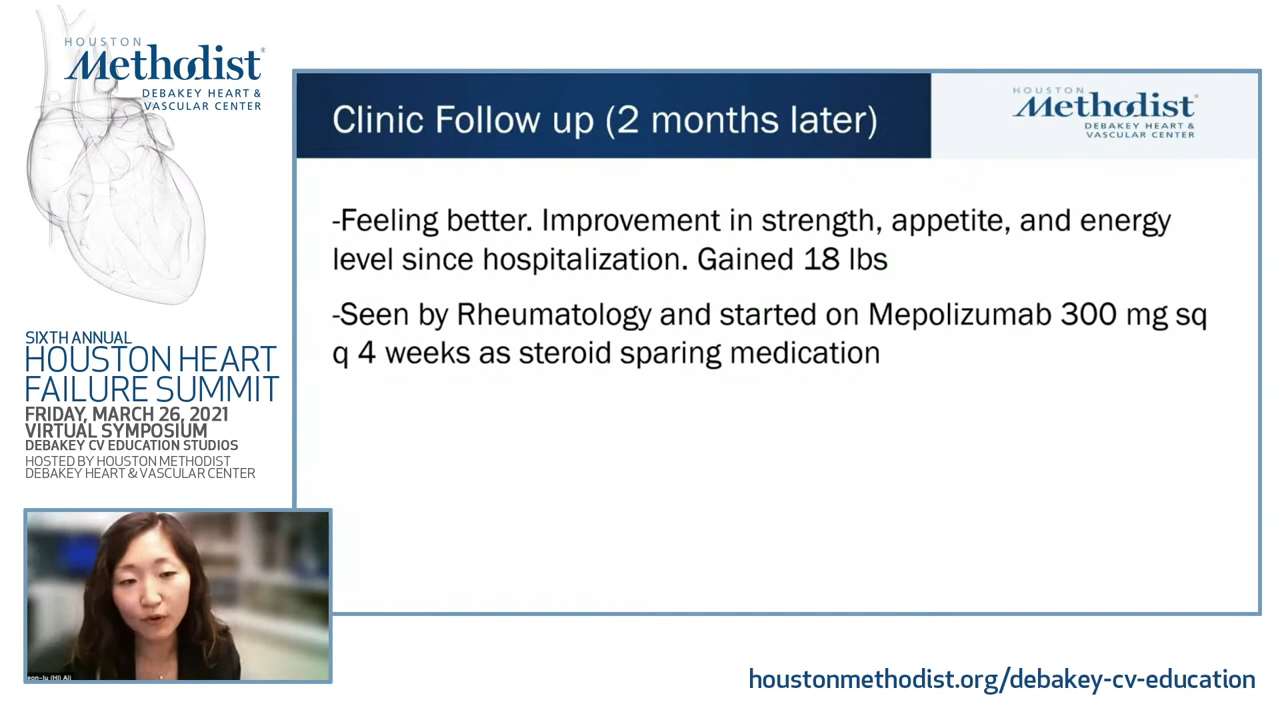 HOUSTON
Methodist®
DEBAKEY HEART &
VASCULAR CENTER
SIXTH ANNUAL
HOUSTON HEART
FAILURE SUMMIT
FRIDAY, MARCH 26, 2021
VIRTUAL SYMPOSIUM
DEBAKEY CV EDUCATION STUDIOS
HOSTED BY HOUSTON METHODIST
DEBAKEY HEART & VASCULAR CENTER
Clinic Follow up (2 months later)
HOUSTON
Methodist®
DEBAKEY HEART &
VASCULAR CENTER
-Feeling better. Improvement in strength, appetite, and energy
level since hospitalization. Gained 18 lbs
-Seen by Rheumatology and started on Mepolizumab 300 mg sq
q 4 weeks as steroid sparing medication
eon-Ju (Hi) Ali
houstonmethodist.org/debakey-cv-education